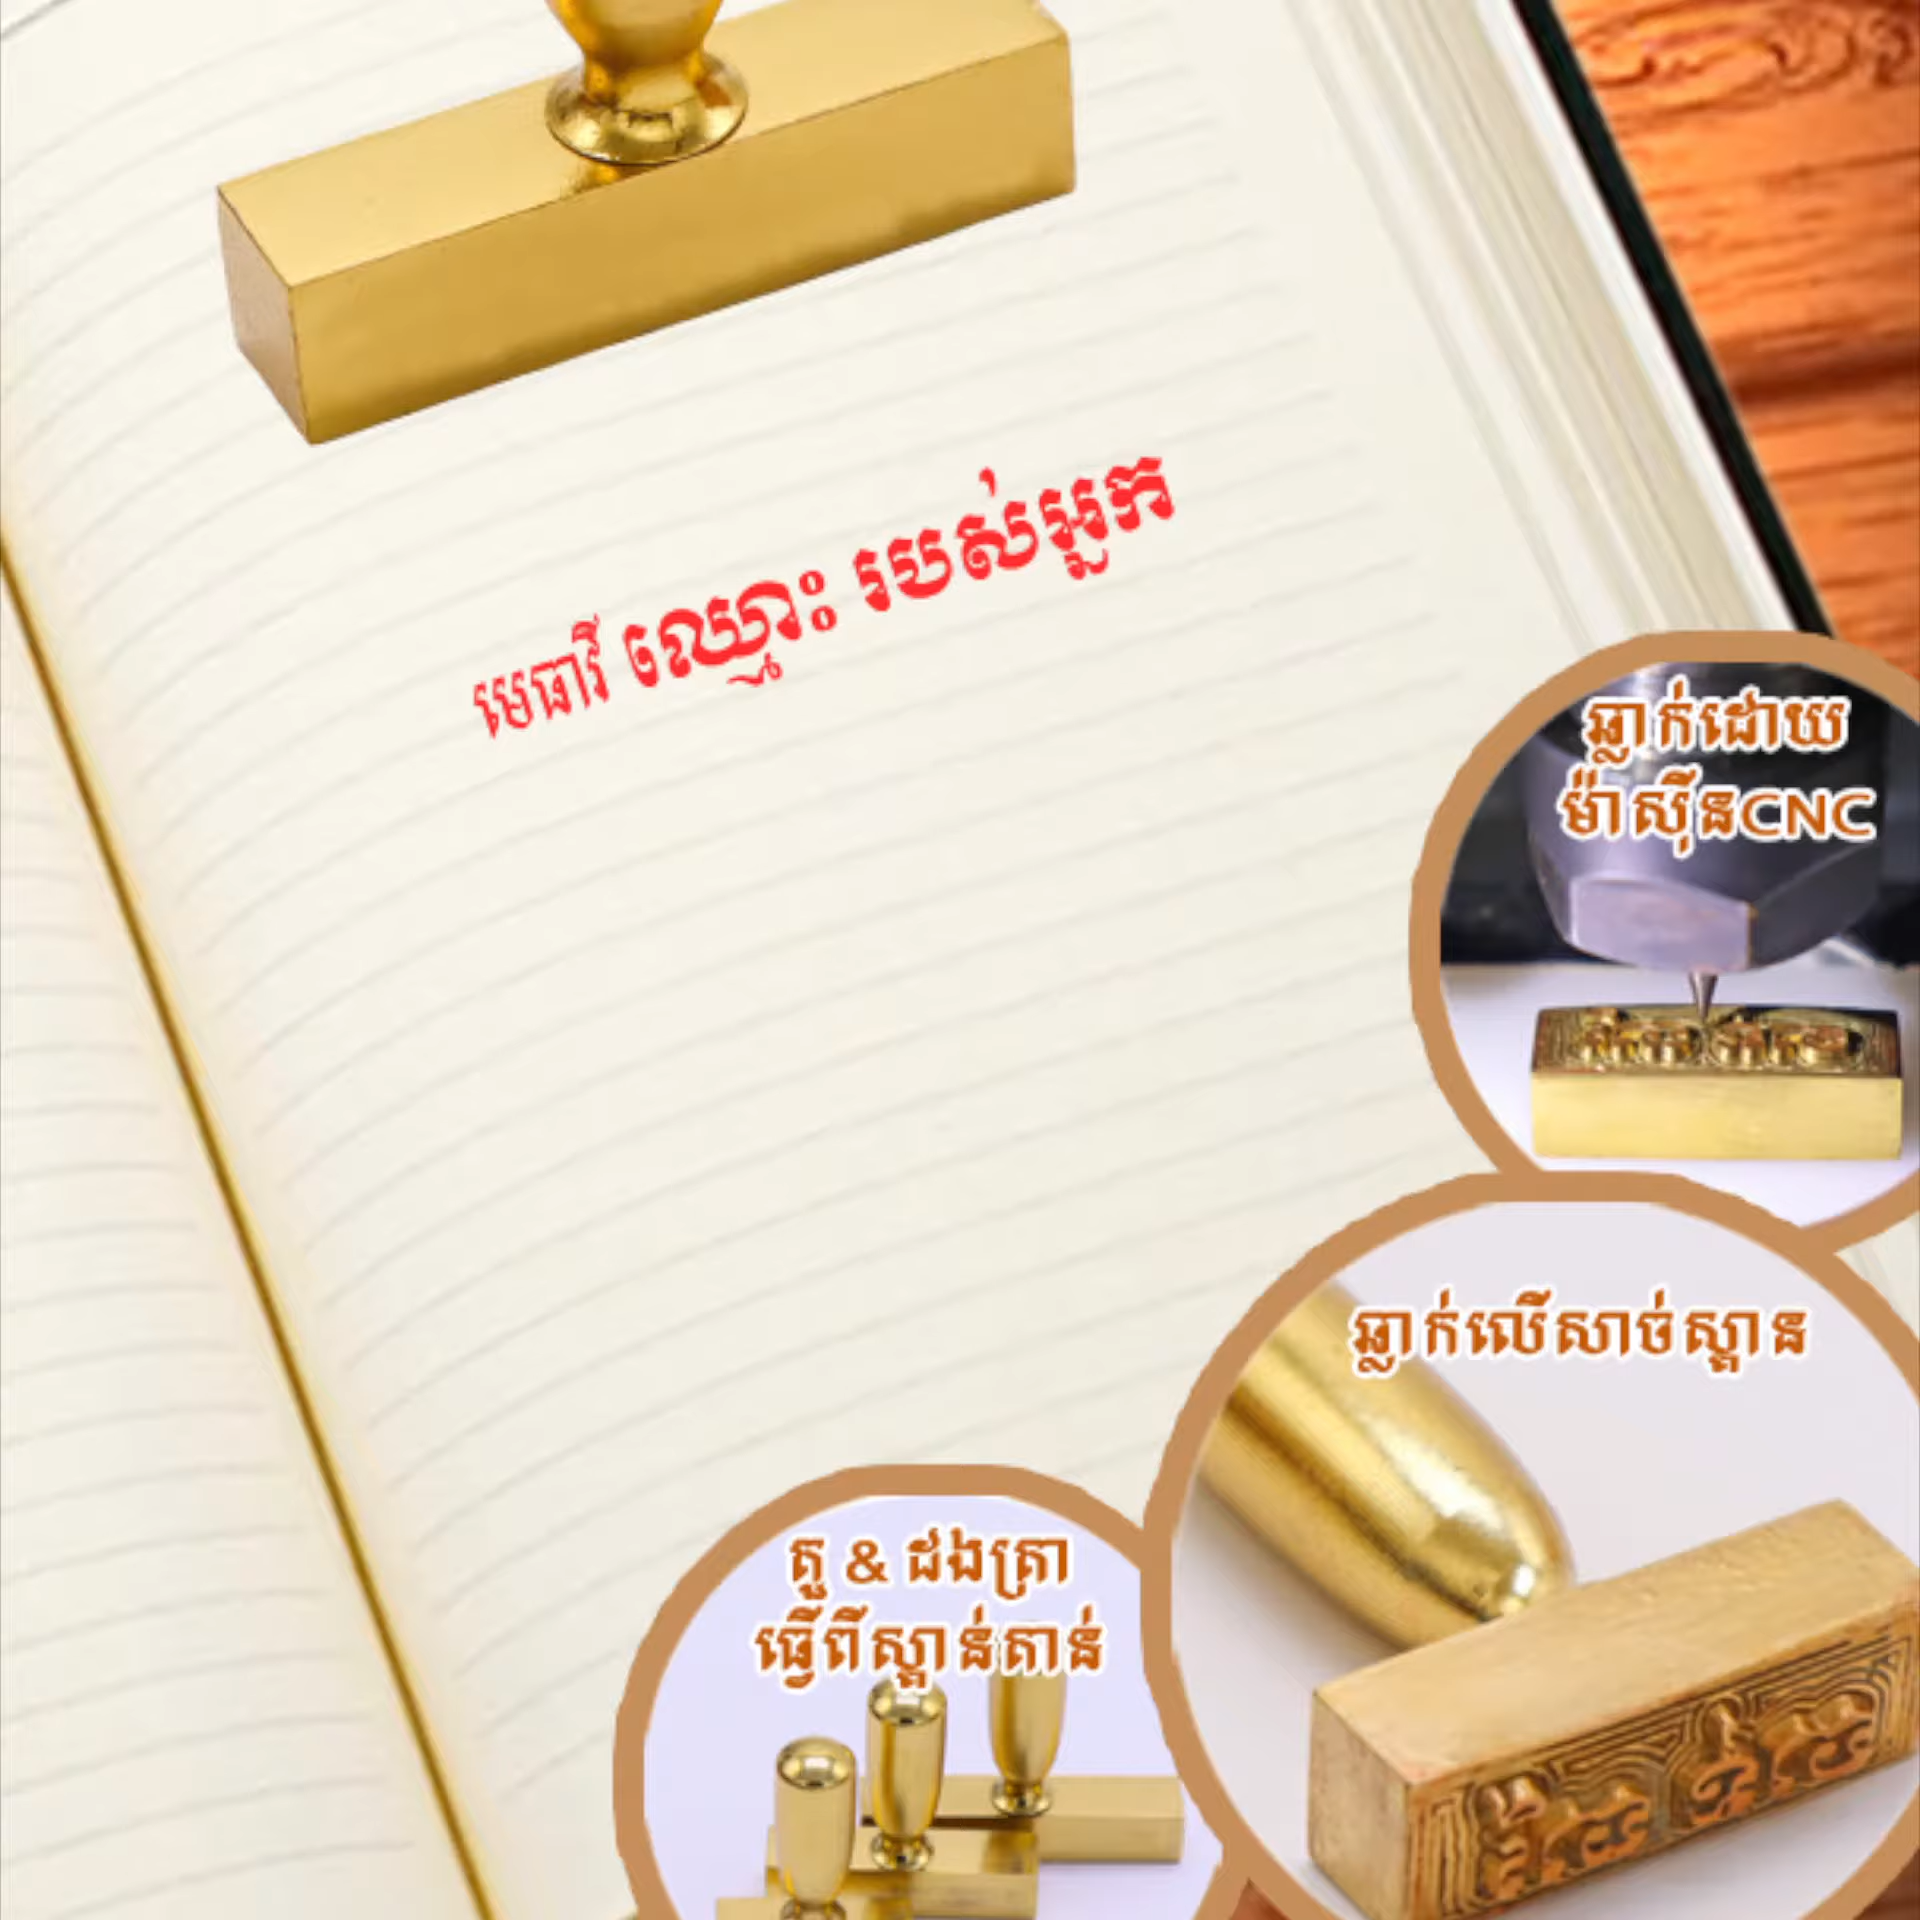 មេធាវី ឈ្មោះ របស់អ្នក
ឆ្លាក់ដោយ
ម៉ាស៊ីនCNC
ឆ្លាក់លើសាច់ស្ពាន
តួ & ដងត្រា
ធ្វើពីស្ពាន់តាន់